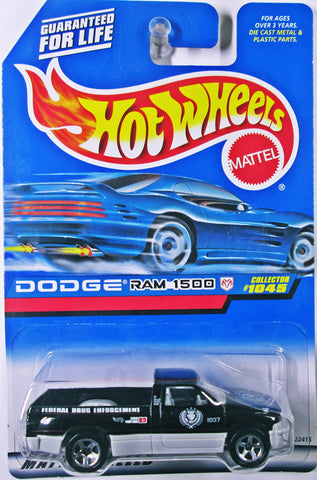 GUARANTEED
FOR LIFE
FOR AGES
OVER 3 YEARS.
DIE CAST METAL &
PLASTIC PARTS.
Hot Wheels
MATTEL
®
DODGE® RAM 1500
COLLECTOR
#1045
FEDERAL DRUG ENFORCEMENT
1037
22415